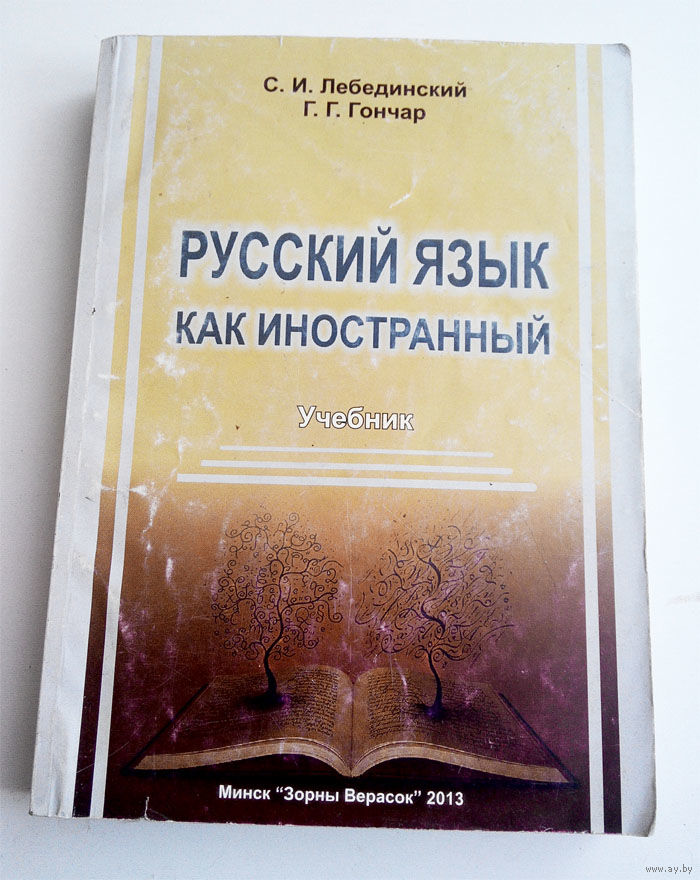 С. И. Лебединский
Г. Г. Гончар
РУССКИЙ ЯЗЫК
КАК ИНОСТРАННЫЙ
Учебник
Минск “Зорны Верасок” 2013
www.ay.by